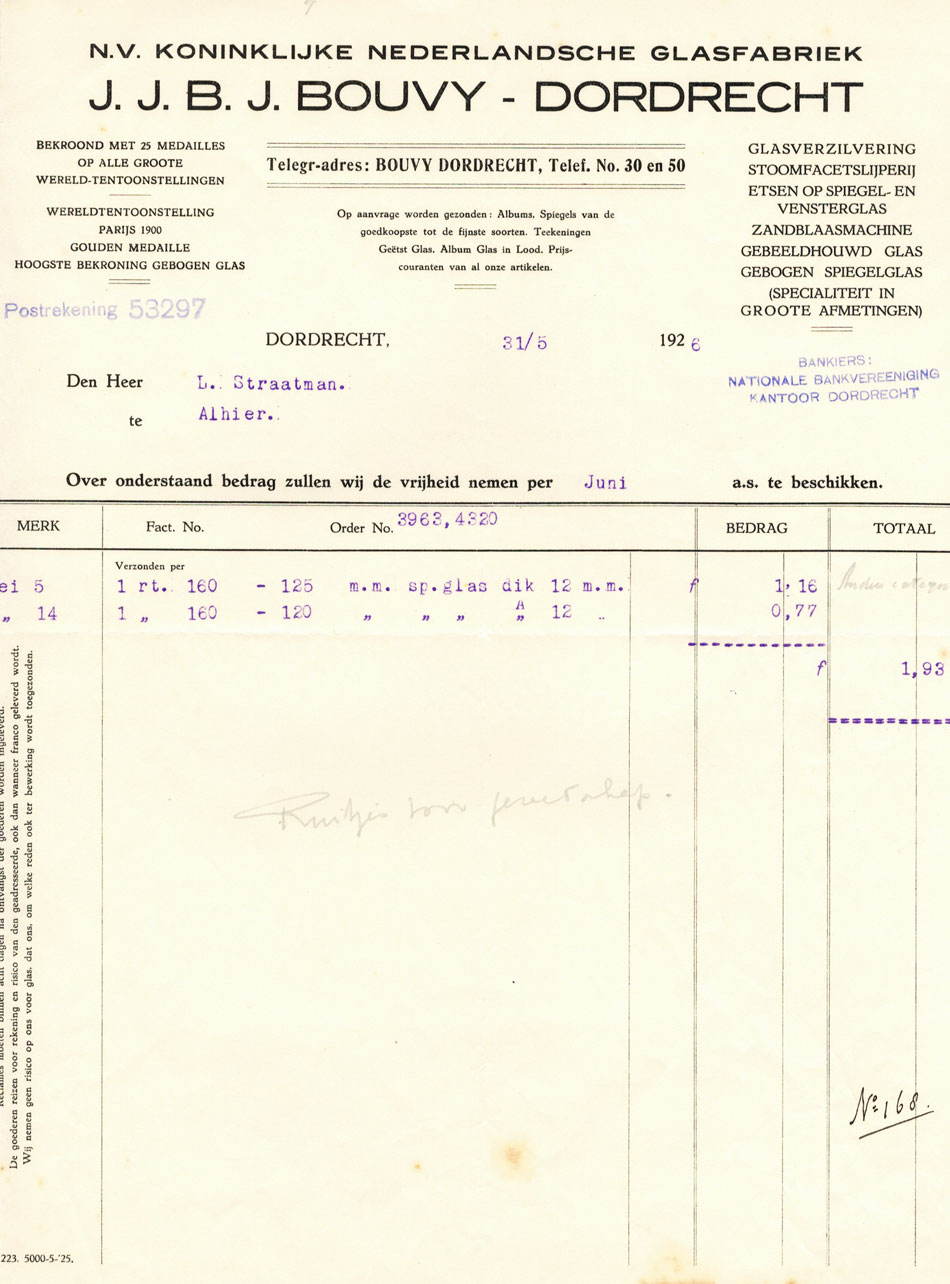 N.V. KONINKLIJKE NEDERLANDSCHE GLASFABRIEK
J. J. B. J. BOUVY - DORDRECHT
BEKROOND MET 25 MEDAILLES
OP ALLE GROOTE
WERELD-TENTOONSTELLINGEN
WERELDTENTOONSTELLING
PARIJS 1900
GOUDEN MEDAILLE
HOOGSTE BEKRONING GEBOGEN GLAS
Postrekening 53297
Telegr-adres: BOUVY DORDRECHT, Telef. No. 30 en 50
Op aanvrage worden gezonden: Albums, Spiegels van de
goedkoopste tot de fijnste soorten. Teekeningen
Geëtst Glas. Album Glas in Lood. Prijs-
couranten van al onze artikelen.
GLASVERZILVERING
STOOMFACETSLIJPERIJ
ETSEN OP SPIEGEL- EN
VENSTERGLAS
ZANDBLAASMACHINE
GEBEELDHOUWD GLAS
GEBOGEN SPIEGELGLAS
(SPECIALITEIT IN
GROOTE AFMETINGEN)
BANKIERS:
NATIONALE BANKVEREENIGING
KANTOOR DORDRECHT
DORDRECHT, 31/5 1926
Den Heer L. Straatman.
te Alhier.
Over onderstaand bedrag zullen wij de vrijheid nemen per Juni a.s. te beschikken.
MERK Fact. No. Order No. 3963,4320 BEDRAG TOTAAL
Verzonden per
ei 5 1 rt. 160 - 125 m.m. sp.glas dik 12 m.m. f 1,16
„ 14 1 „ 160 - 120 „ „ „ „ 12 „ 0,77
f 1,93
Ruitjes voor gereedschap.
No 168.
De goederen reizen voor rekening en risico van den geadresseerde, ook dan wanneer franco geleverd wordt.
Wij nemen geen risico op ons voor glas, dat ons, om welke reden ook ter bewerking wordt toegezonden.
223. 5000-5-'25.